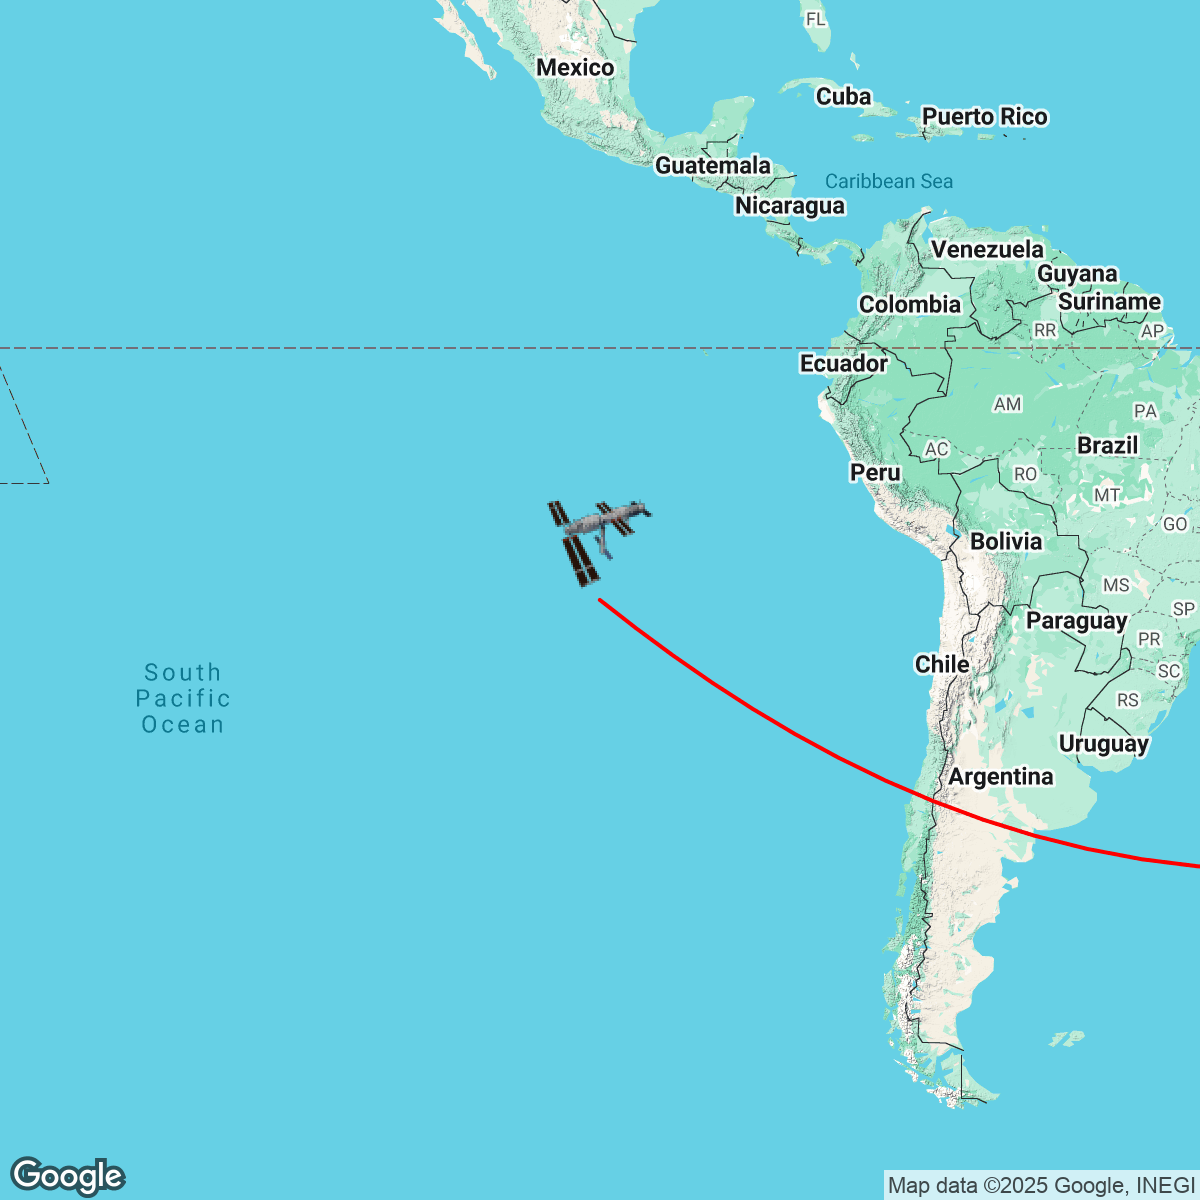 FL
Mexico
Cuba
Puerto Rico
Guatemala
Caribbean Sea
Nicaragua
Venezuela
Guyana
Colombia
Suriname
RR
AP
Ecuador
AM
PA
AC
Brazil
Peru
RO
MT
GO
Bolivia
MS
SP
Paraguay
PR
Chile
SC
South
Pacific
Ocean
RS
Uruguay
Argentina
Google
Map data ©2025 Google, INEGI